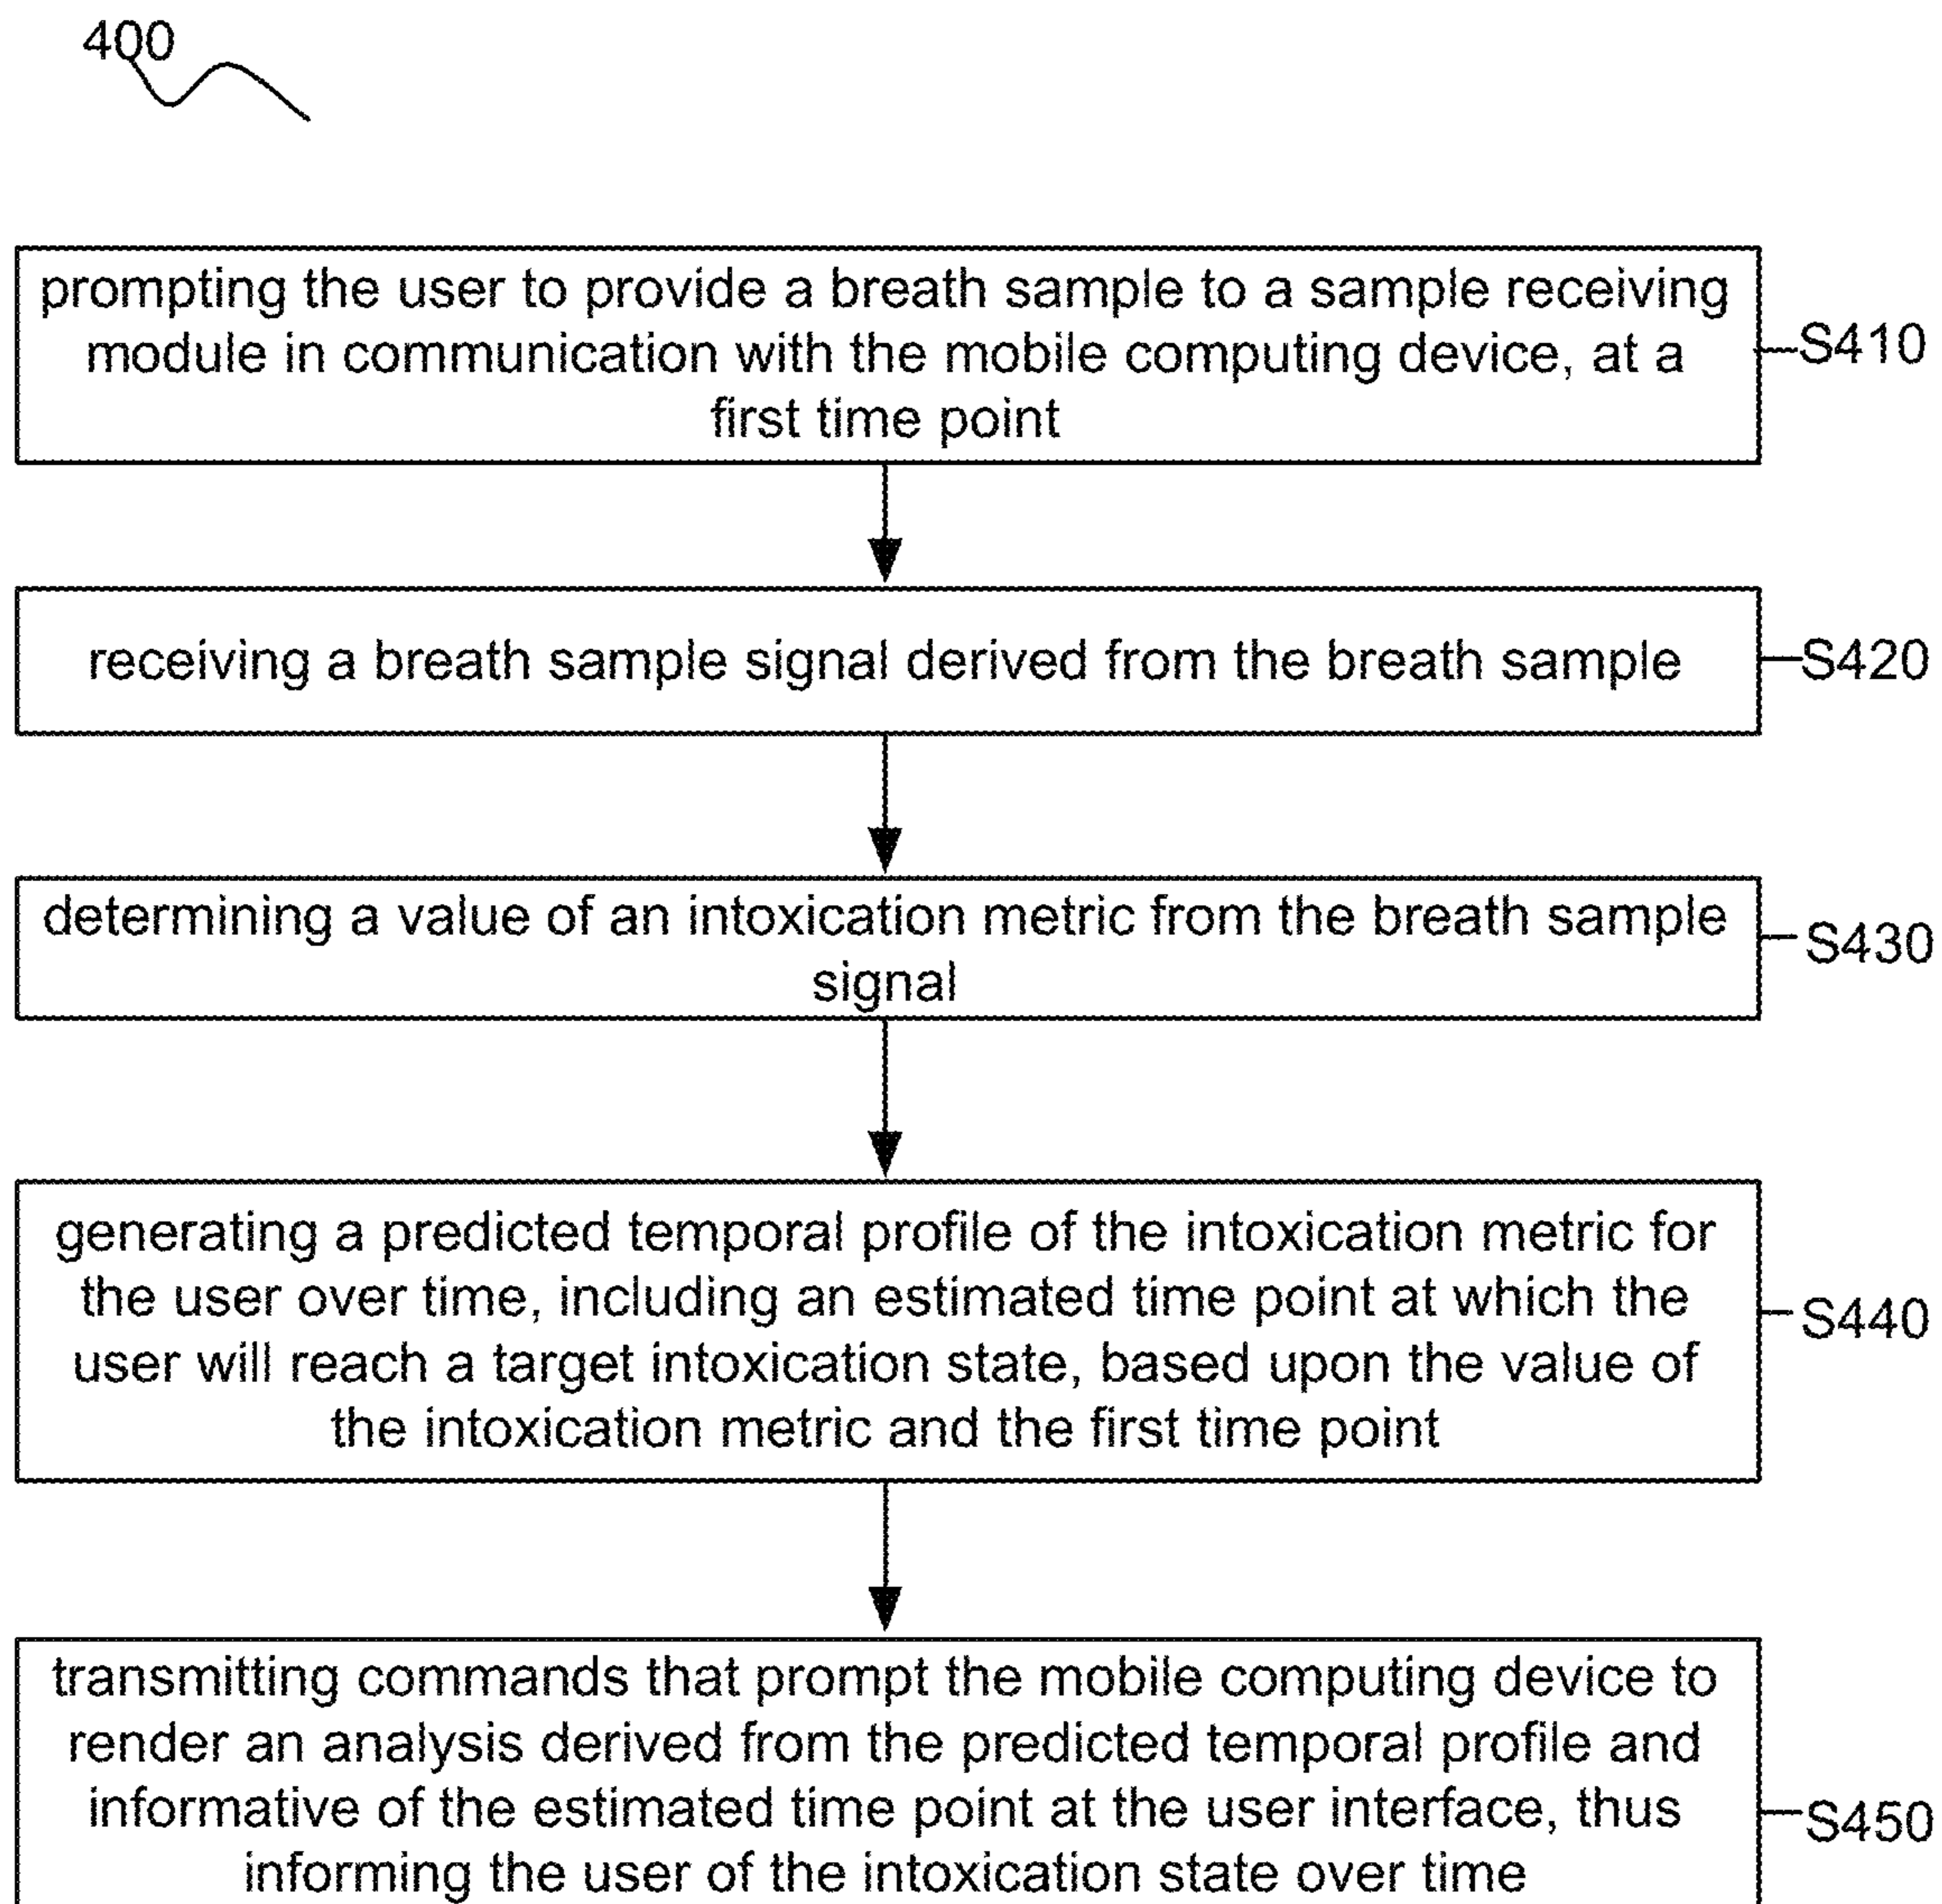 400
prompting the user to provide a breath sample to a sample receiving
module in communication with the mobile computing device, at a
first time point
S410
receiving a breath sample signal derived from the breath sample
S420
determining a value of an intoxication metric from the breath sample
signal
S430
generating a predicted temporal profile of the intoxication metric for
the user over time, including an estimated time point at which the
user will reach a target intoxication state, based upon the value of
the intoxication metric and the first time point
S440
transmitting commands that prompt the mobile computing device to
render an analysis derived from the predicted temporal profile and
informative of the estimated time point at the user interface, thus
informing the user of the intoxication state over time
S450